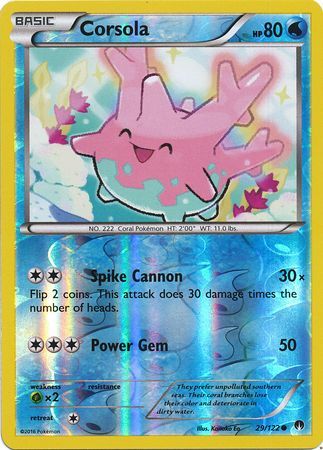 BASIC
Corsola
HP80
NO. 222 Coral Pokémon HT: 2'00" WT: 11.0 lbs.
Spike Cannon 30×
Flip 2 coins. This attack does 30 damage times the
number of heads.
Power Gem 50
weakness
resistance
×2
retreat
They prefer unpolluted southern
seas. Their coral branches lose
their color and deteriorate in
dirty water.
©2016 Pokémon
Illus. Kagemaru Eg.
29/122